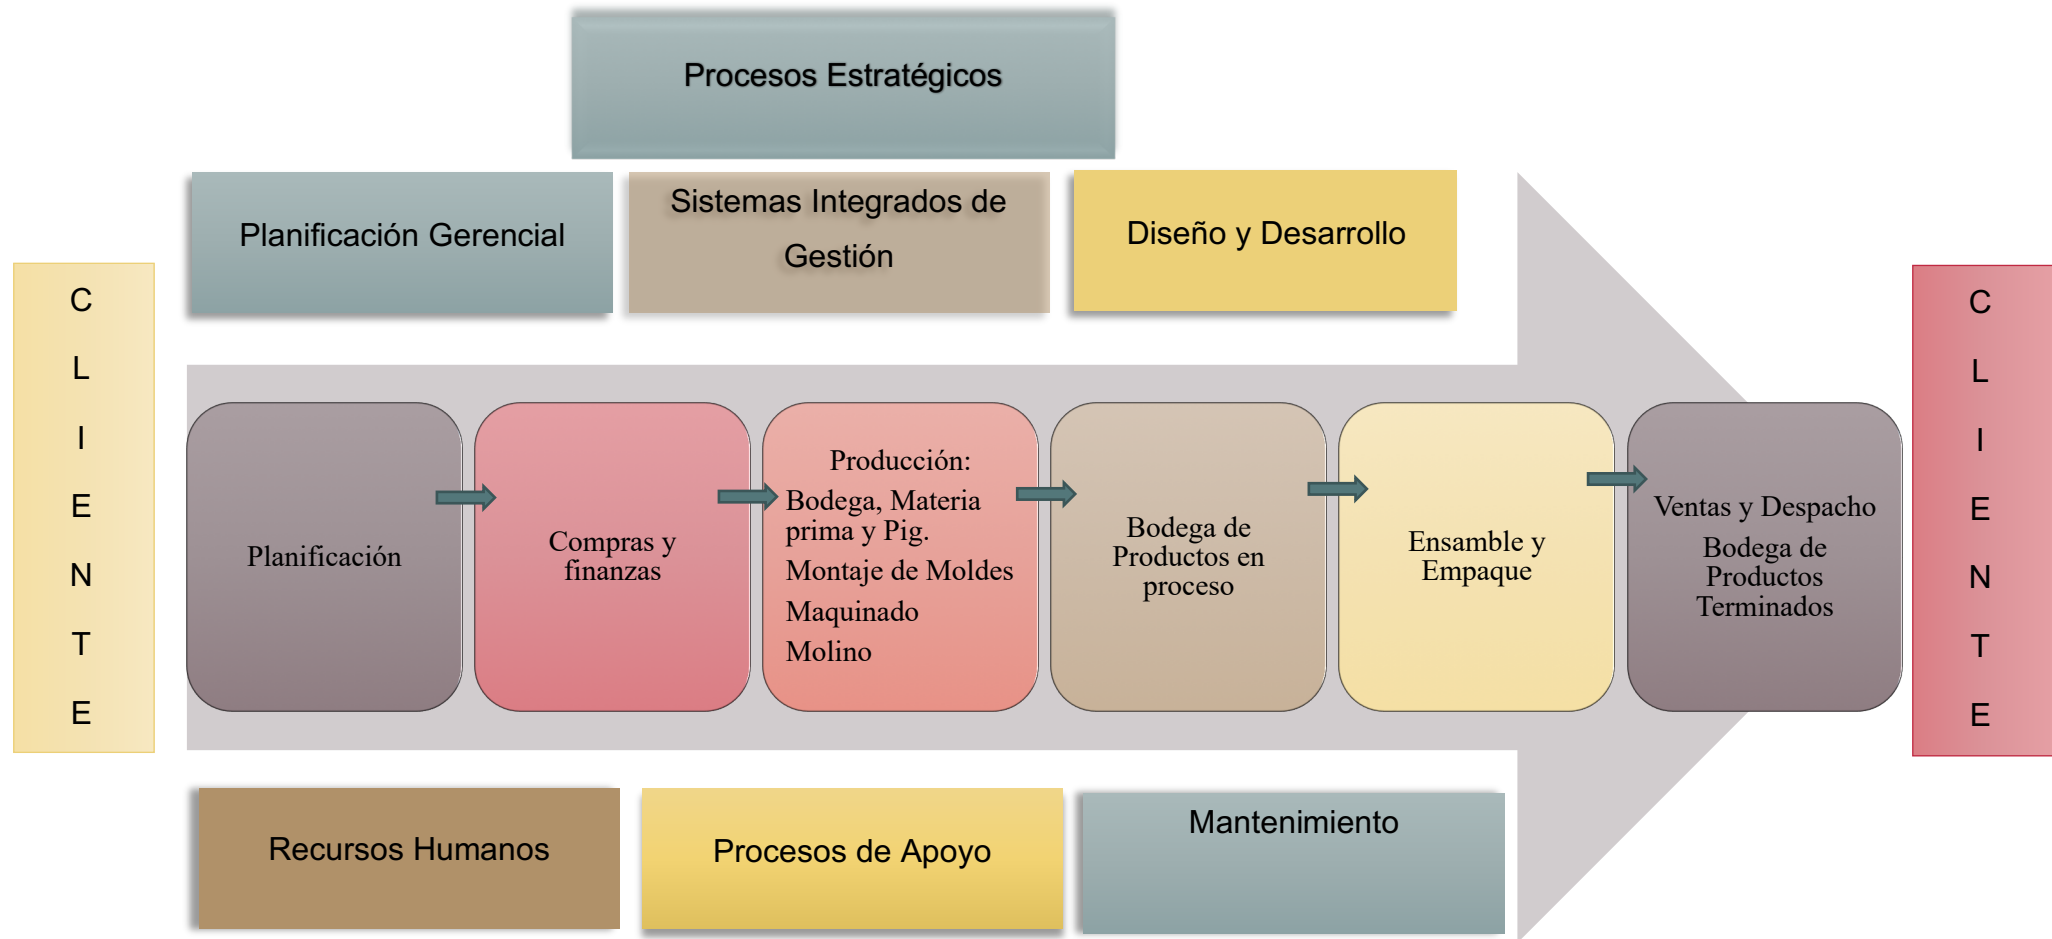 Procesos Estratégicos
Planificación Gerencial
Sistemas Integrados de
Gestión
Diseño y Desarrollo
C
L
I
E
N
T
E
Planificación
Compras y
finanzas
Producción:
Bodega, Materia
prima y Pig.
Montaje de Moldes
Maquinado
Molino
Bodega de
Productos en
proceso
Ensamble y
Empaque
Ventas y Despacho
Bodega de
Productos
Terminados
C
L
I
E
N
T
E
Recursos Humanos
Procesos de Apoyo
Mantenimiento